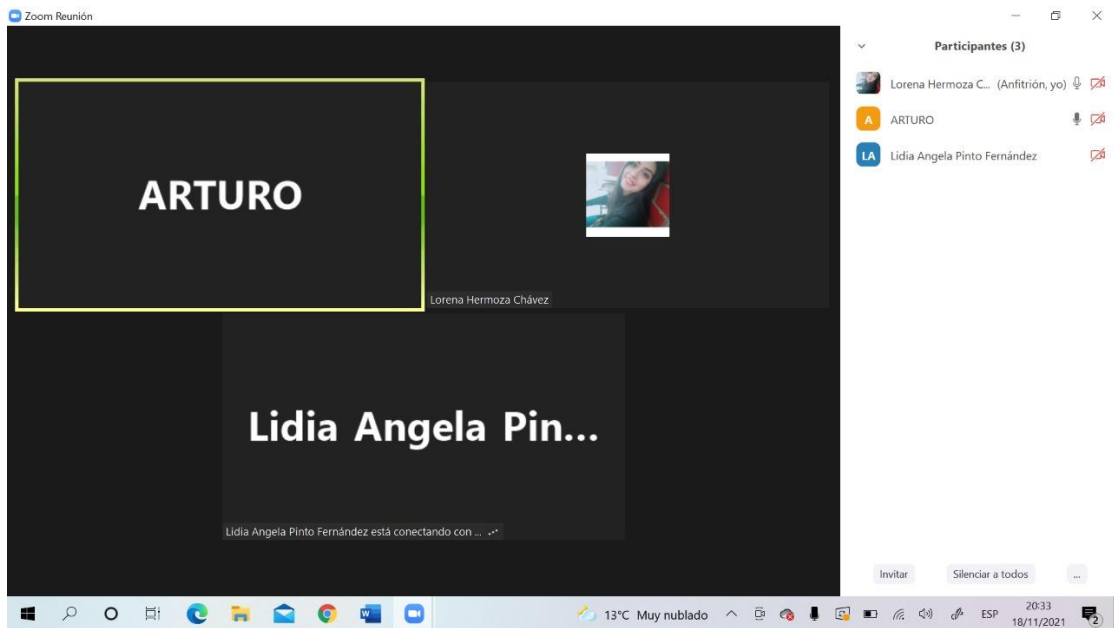 Zoom Reunión
Participantes (3)
Lorena Hermoza C... (Anfitrión, yo)
A ARTURO
LA Lidia Angela Pinto Fernández
ARTURO
Lorena Hermoza Chávez
Lidia Angela Pin...
Lidia Angela Pinto Fernández está conectando con ...
Invitar Silenciar a todos ...
W 13°C Muy nublado ESP 20:33
18/11/2021 2